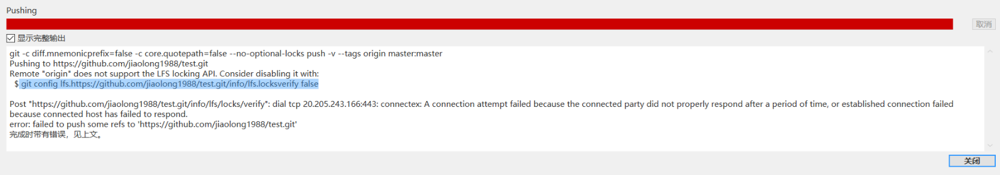 Pushing
取消
显示完整输出
git -c diff.mnemonicprefix=false -c core.quotepath=false --no-optional-locks push -v --tags origin master:master
Pushing to https://github.com/jiaolong1988/test.git
Remote "origin" does not support the LFS locking API. Consider disabling it with:
$ git config lfs.https://github.com/jiaolong1988/test.git/info/lfs.locksverify false
Post "https://github.com/jiaolong1988/test.git/info/lfs/locks/verify": dial tcp 20.205.243.166:443: connectex: A connection attempt failed because the connected party did not properly respond after a period of time, or established connection failed
because connected host has failed to respond.
error: failed to push some refs to 'https://github.com/jiaolong1988/test.git'
完成时带有错误，见上文。
关闭